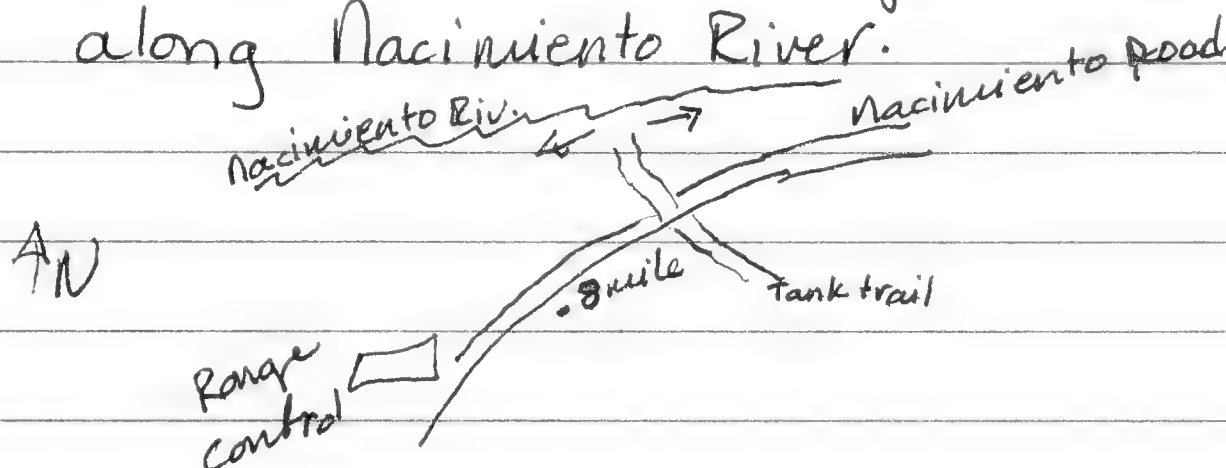 along Nacimiento River.
Nacimiento Road
Nacimiento Riv.
N
.8 mile
Tank trail
Range
control